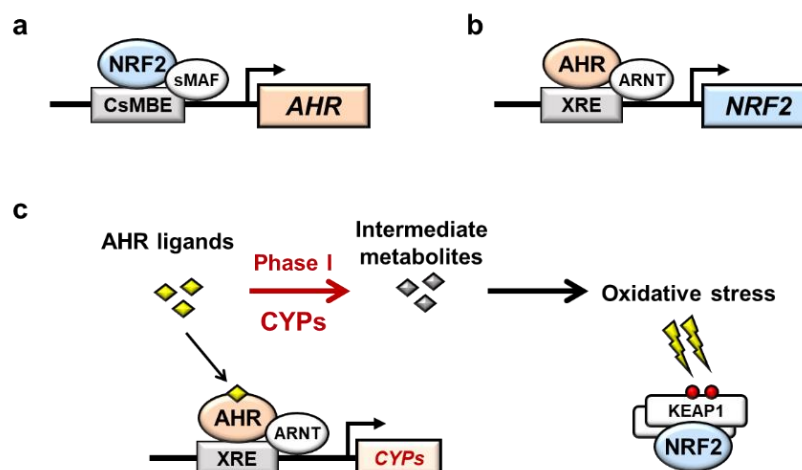 a
NRF2
sMAF
CsMBE
AHR
b
AHR
ARNT
XRE
NRF2
c
AHR ligands
Phase I
CYPs
Intermediate
metabolites
Oxidative stress
AHR
ARNT
XRE
CYPs
KEAP1
NRF2